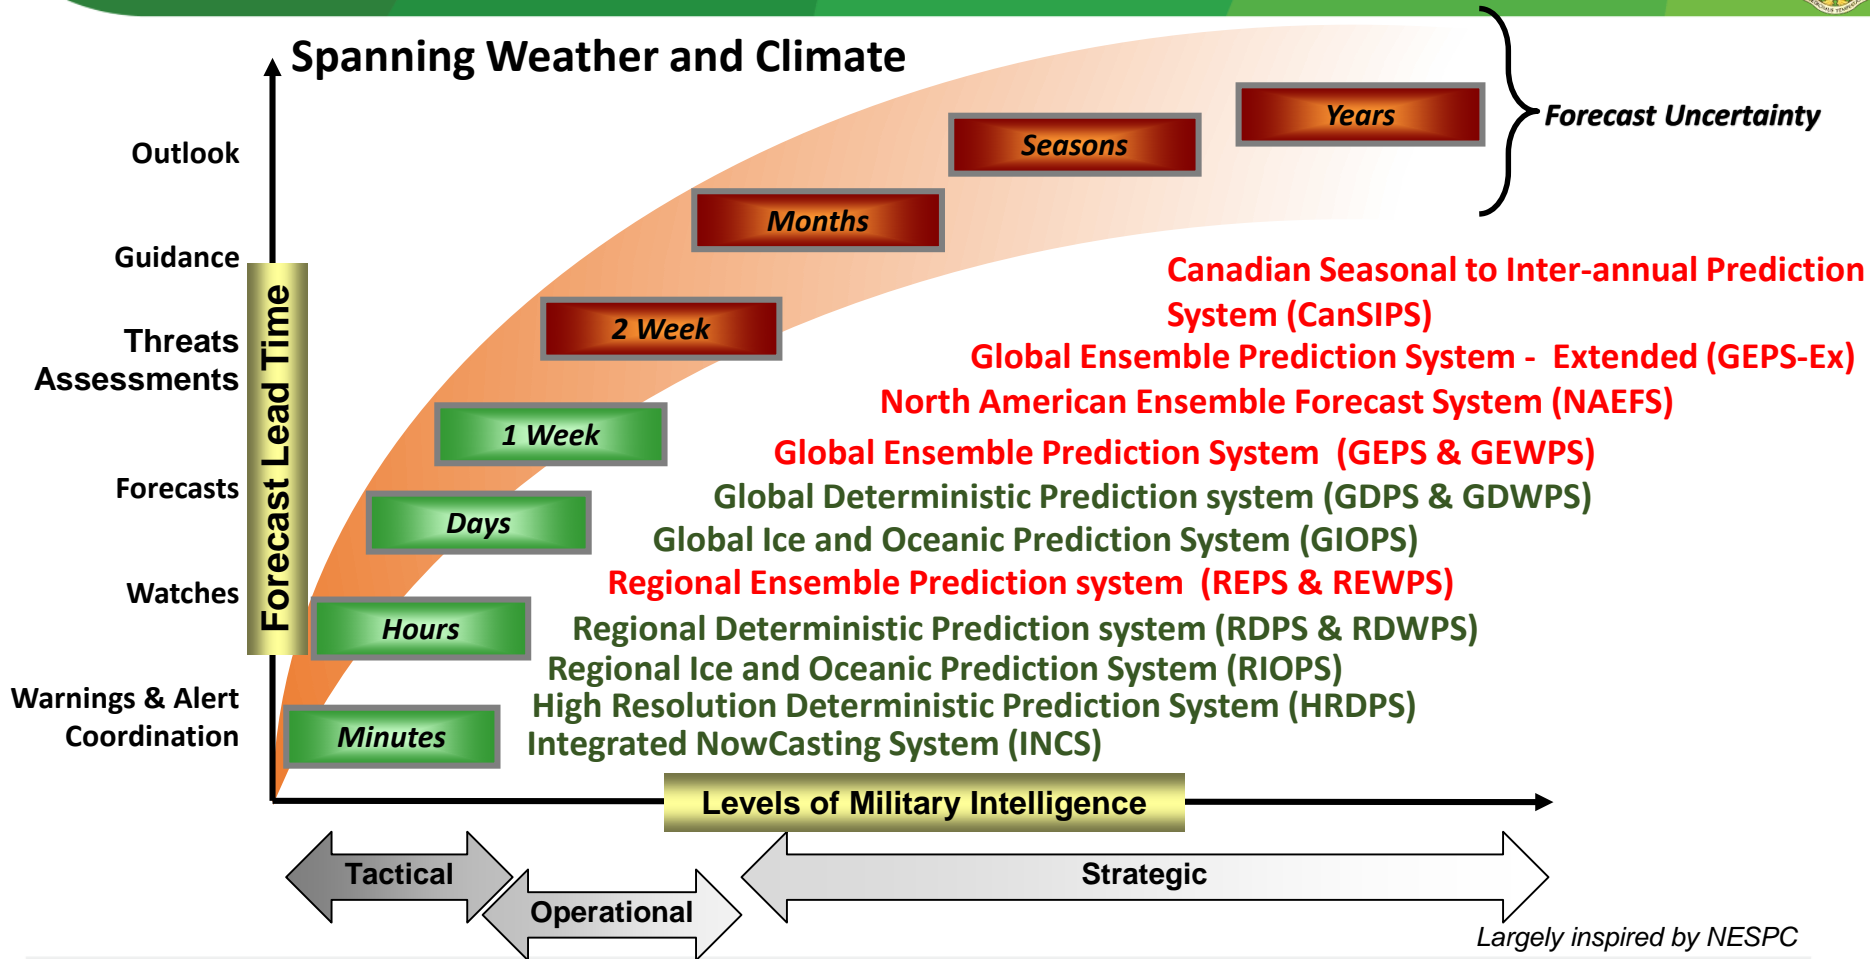 Spanning Weather and Climate
Outlook
Guidance
Threats
Assessments
Forecasts
Watches
Warnings & Alert
Coordination
Forecast Lead Time
Years
Seasons
Months
2 Week
1 Week
Days
Hours
Minutes
Forecast Uncertainty
Canadian Seasonal to Inter-annual Prediction
System (CanSIPS)
Global Ensemble Prediction System - Extended (GEPS-Ex)
North American Ensemble Forecast System (NAEFS)
Global Ensemble Prediction System (GEPS & GEWPS)
Global Deterministic Prediction system (GDPS & GDWPS)
Global Ice and Oceanic Prediction System (GIOPS)
Regional Ensemble Prediction system (REPS & REWPS)
Regional Deterministic Prediction system (RDPS & RDWPS)
Regional Ice and Oceanic Prediction System (RIOPS)
High Resolution Deterministic Prediction System (HRDPS)
Integrated NowCasting System (INCS)
Levels of Military Intelligence
Tactical
Operational
Strategic
Largely inspired by NESPC